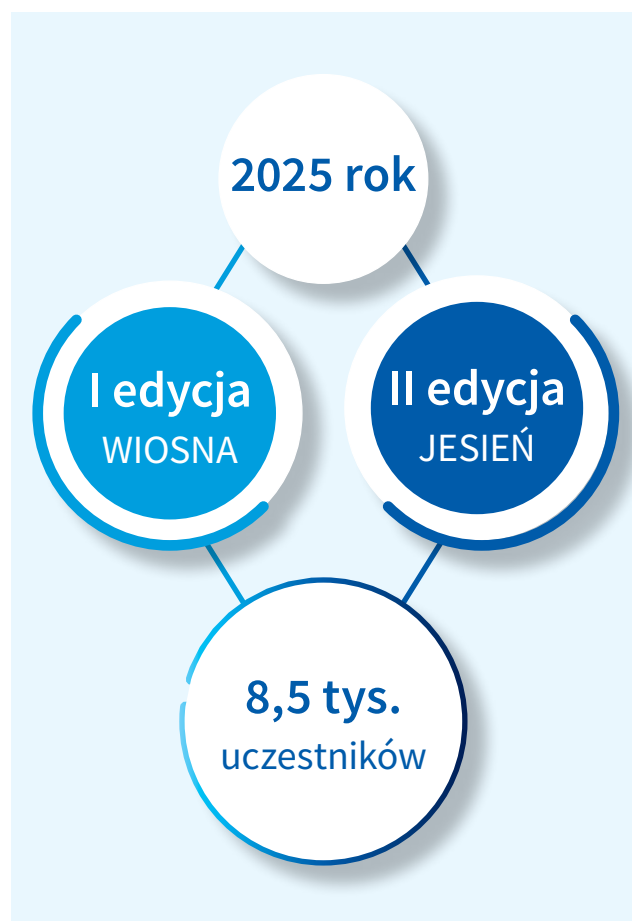 2025 rok
I edycja
WIOSNA
II edycja
JESIEŃ
8,5 tys.
uczestników